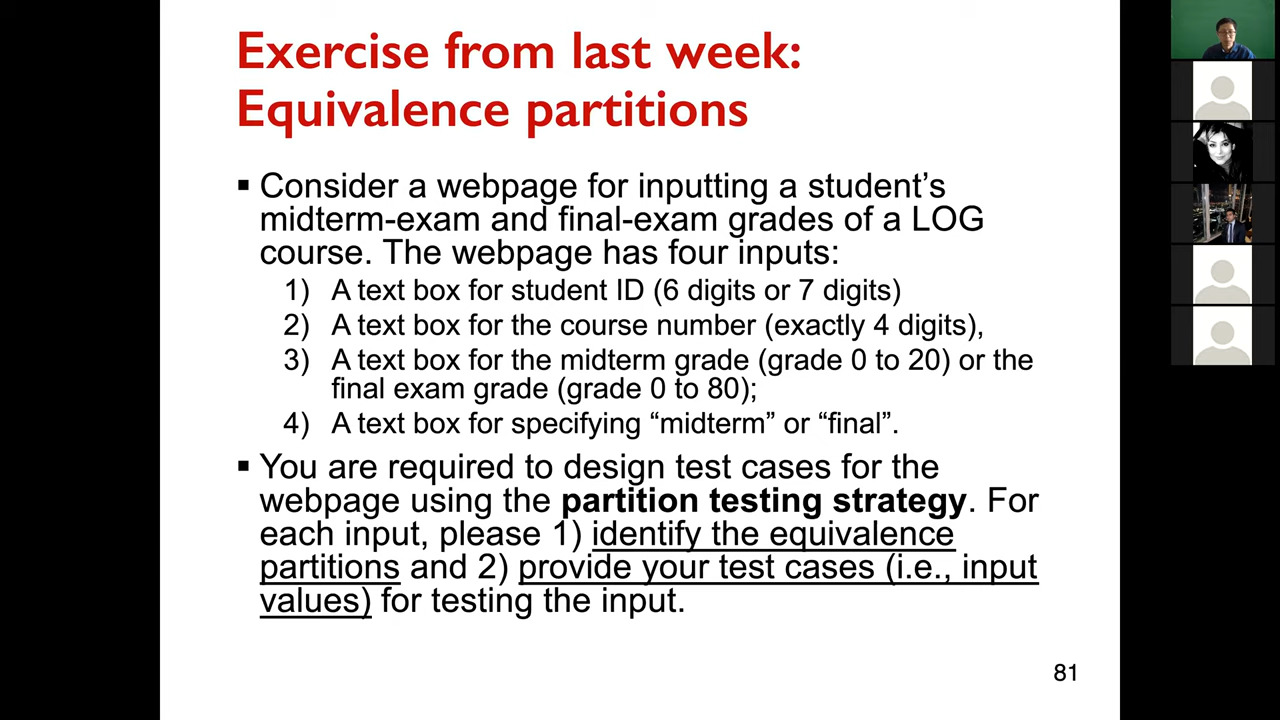 Exercise from last week:
Equivalence partitions
▪ Consider a webpage for inputting a student’s
midterm-exam and final-exam grades of a LOG
course. The webpage has four inputs:
1) A text box for student ID (6 digits or 7 digits)
2) A text box for the course number (exactly 4 digits),
3) A text box for the midterm grade (grade 0 to 20) or the
final exam grade (grade 0 to 80);
4) A text box for specifying “midterm” or “final”.
▪ You are required to design test cases for the
webpage using the partition testing strategy. For
each input, please 1) identify the equivalence
partitions and 2) provide your test cases (i.e., input
values) for testing the input.
81